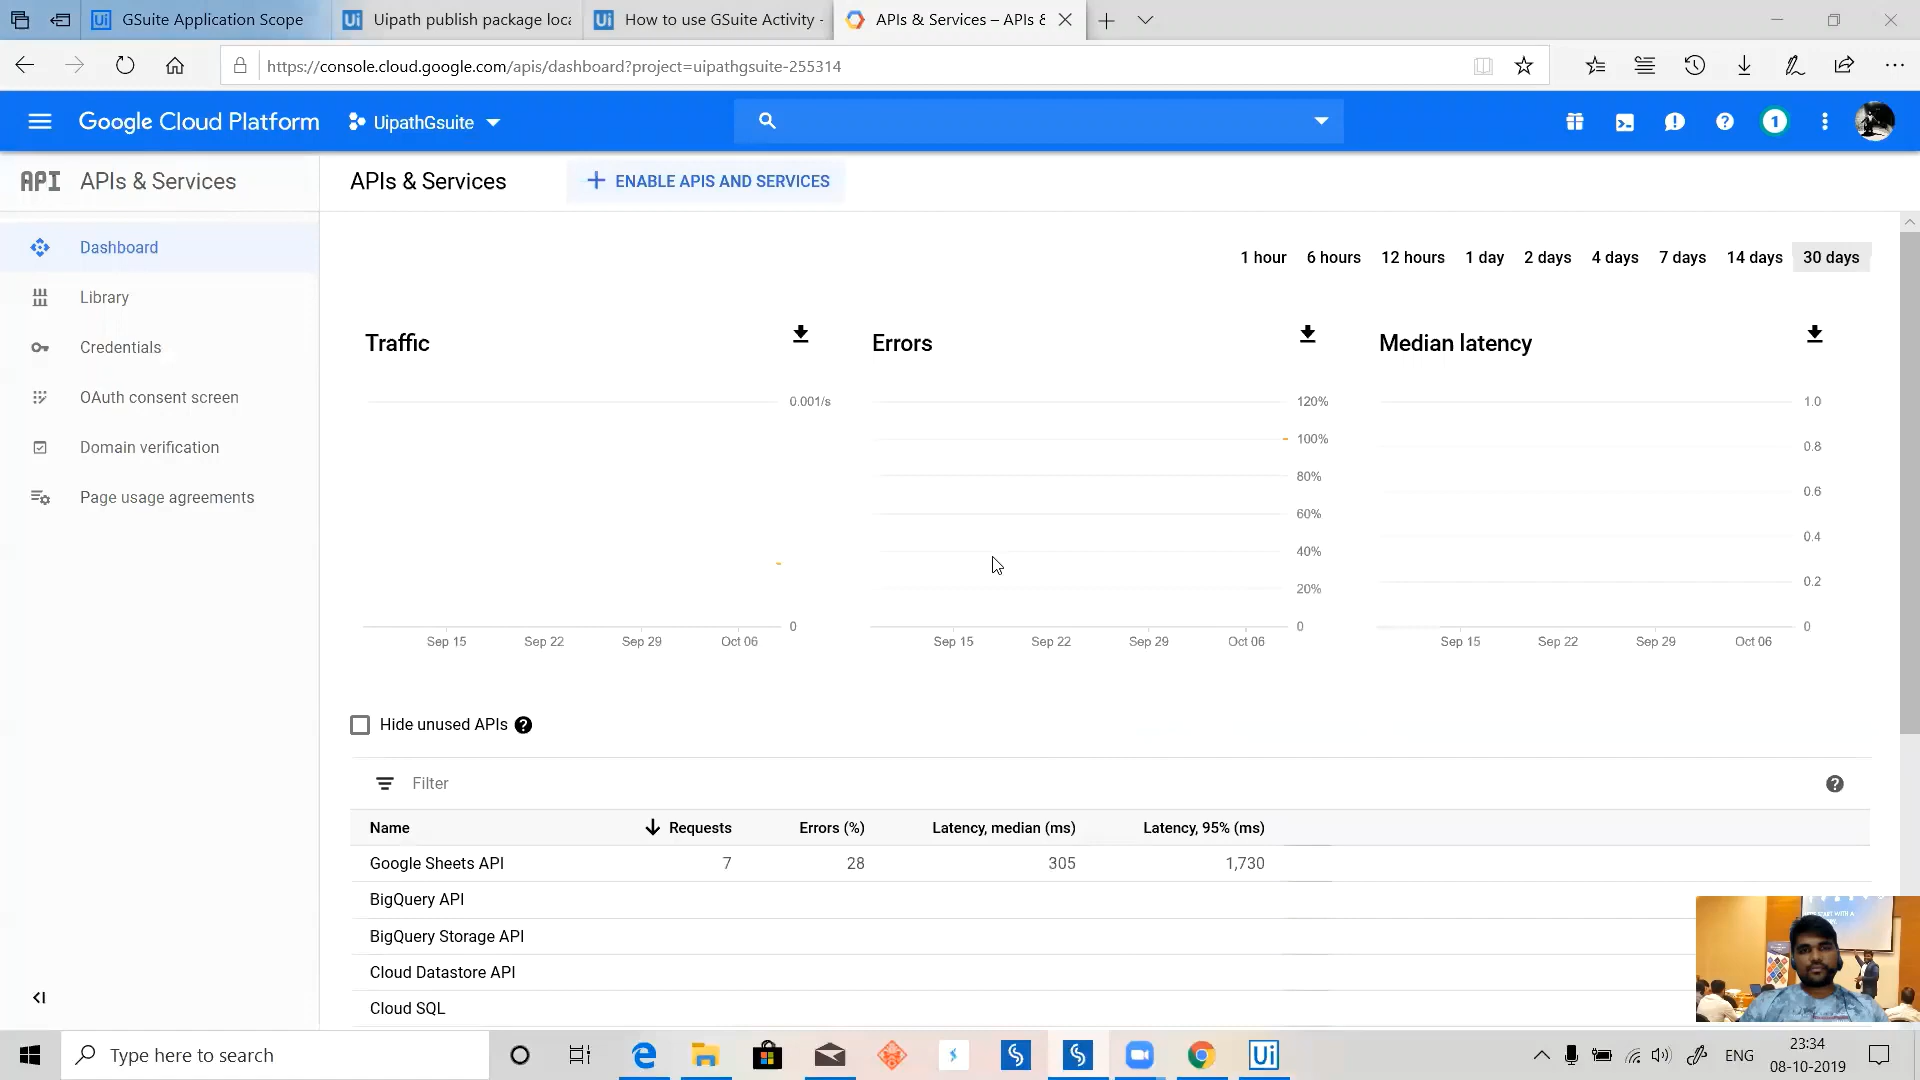 GSuite Application Scope
Uipath publish package loca
How to use GSuite Activity -
APIs & Services – APIs &
https://console.cloud.google.com/apis/dashboard?project=uipathgsuite-255314
Google Cloud Platform
UipathGsuite
1
API
APIs & Services
APIs & Services
ENABLE APIS AND SERVICES
Dashboard
Library
Credentials
OAuth consent screen
Domain verification
Page usage agreements
1 hour 6 hours 12 hours 1 day 2 days 4 days 7 days 14 days 30 days
Traffic
0.001/s
0
Sep 15 Sep 22 Sep 29 Oct 06
Errors
120%
100%
80%
60%
40%
20%
0
Sep 15 Sep 22 Sep 29 Oct 06
Median latency
1.0
0.8
0.6
0.4
0.2
0
Sep 15 Sep 22 Sep 29 Oct 06
Hide unused APIs
Filter
Name Requests Errors (%) Latency, median (ms) Latency, 95% (ms)
Google Sheets API 7 28 305 1,730
BigQuery API
BigQuery Storage API
Cloud Datastore API
Cloud SQL
Type here to search
Ui
ENG
23:34
08-10-2019